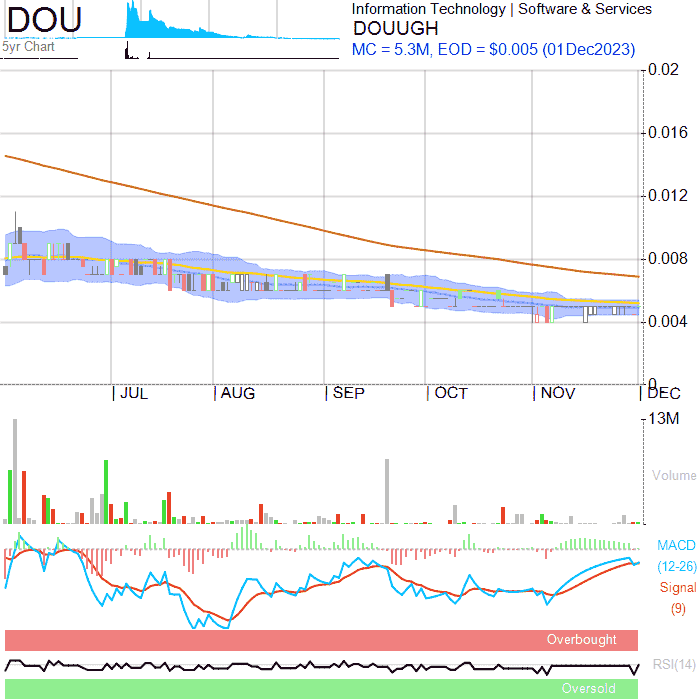 DOU
5yr Chart
Information Technology | Software & Services
DOUUGH
MC = 5.3M, EOD = $0.005 (01Dec2023)
0.02
0.016
0.012
0.008
0.004
0
JUL
AUG
SEP
OCT
NOV
DEC
13M
Volume
MACD
(12-26)
Signal
(9)
Overbought
RSI(14)
Oversold